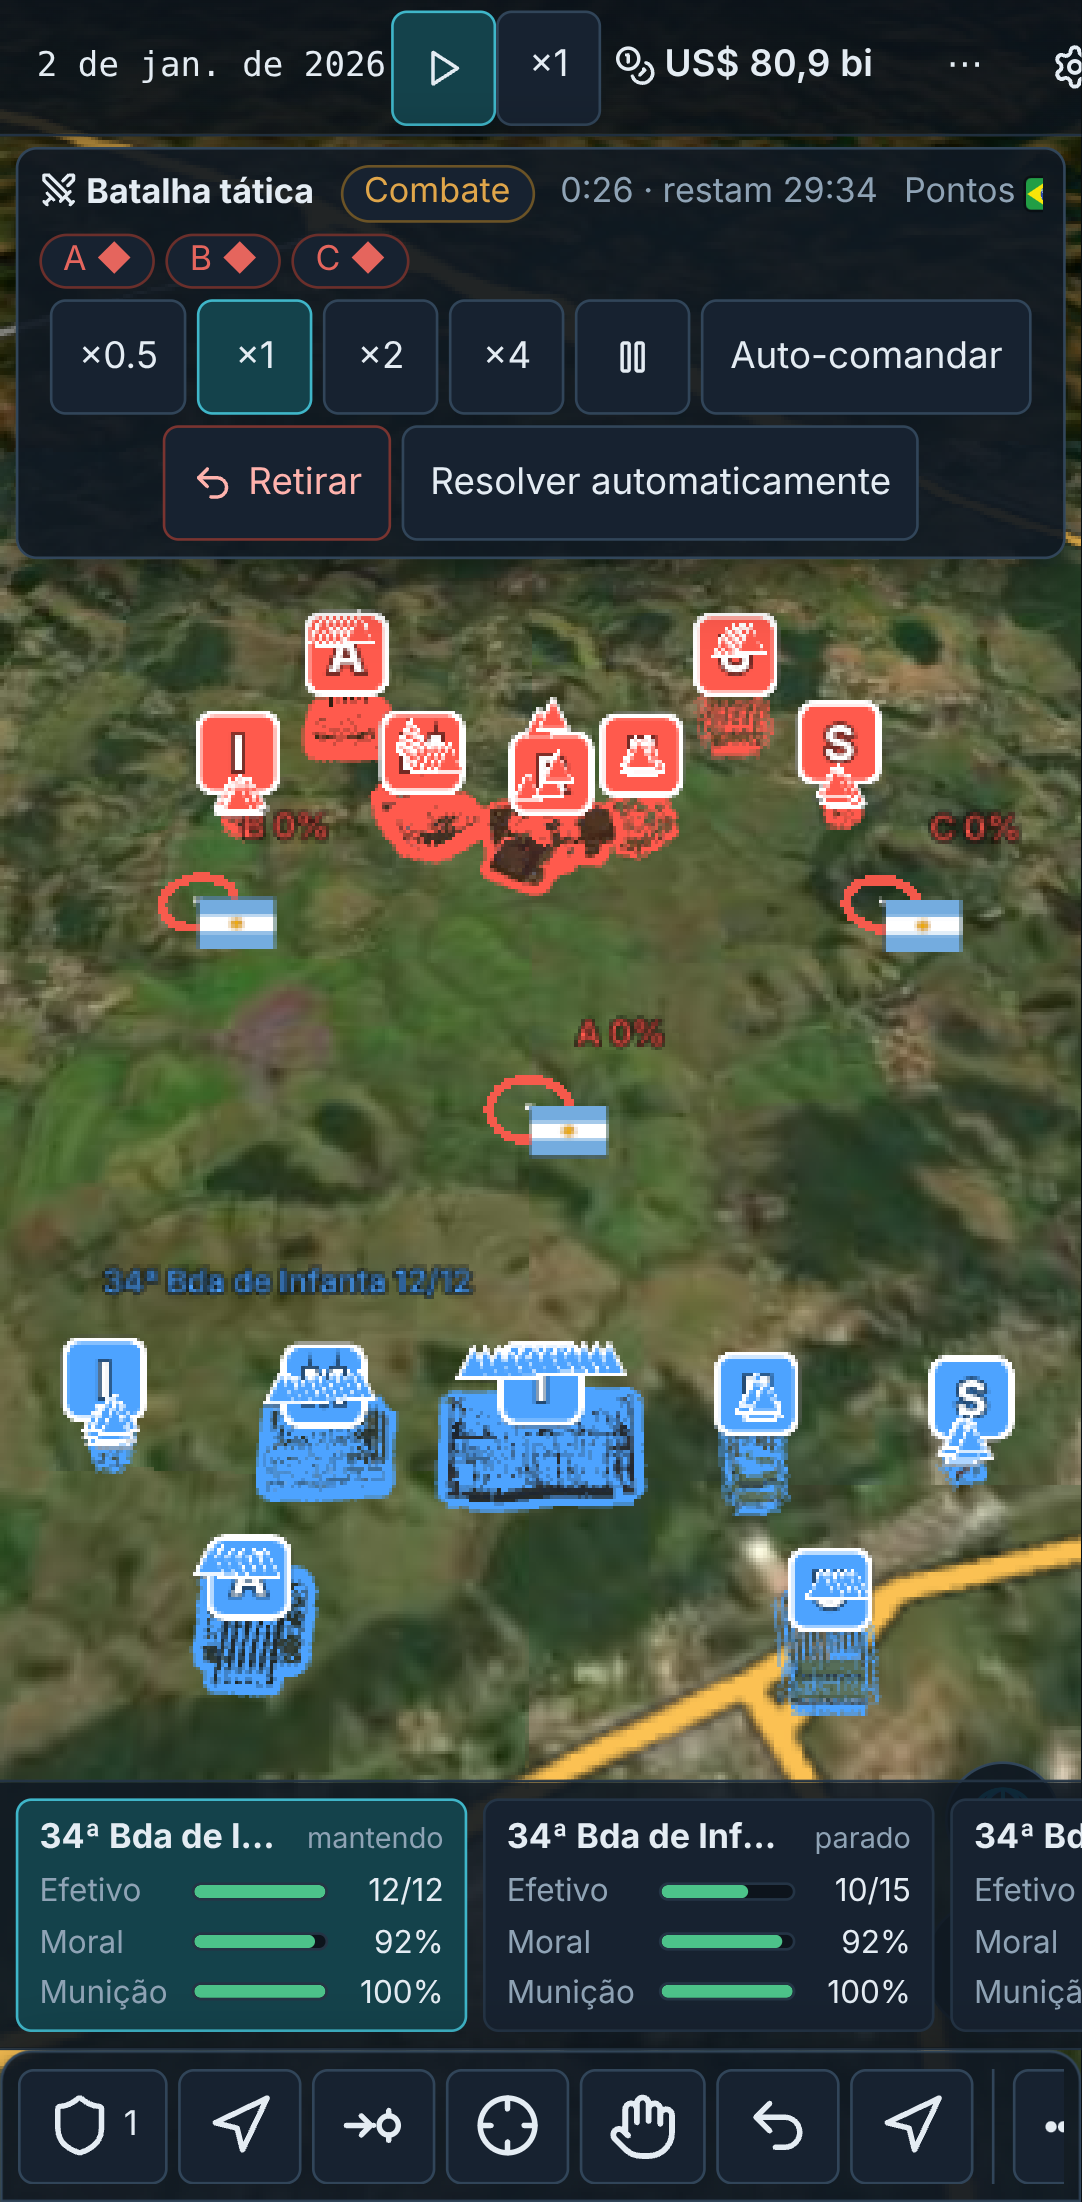 2 de jan. de 2026 ×1 US$ 80,9 bi ...
Batalha tática Combate 0:26 · restam 29:34 Pontos
A B C
×0.5 ×1 ×2 ×4 Auto-comandar
Retirar Resolver automaticamente
A
I S
B 0% C 0%
A 0%
34ª Bda de Infanta 12/12
I I S
A
34ª Bda de I... mantendo 34ª Bda de Inf... parado 34ª Bd
Efetivo 12/12 Efetivo 10/15 Efetivo
Moral 92% Moral 92% Moral
Munição 100% Munição 100% Muniçã
1